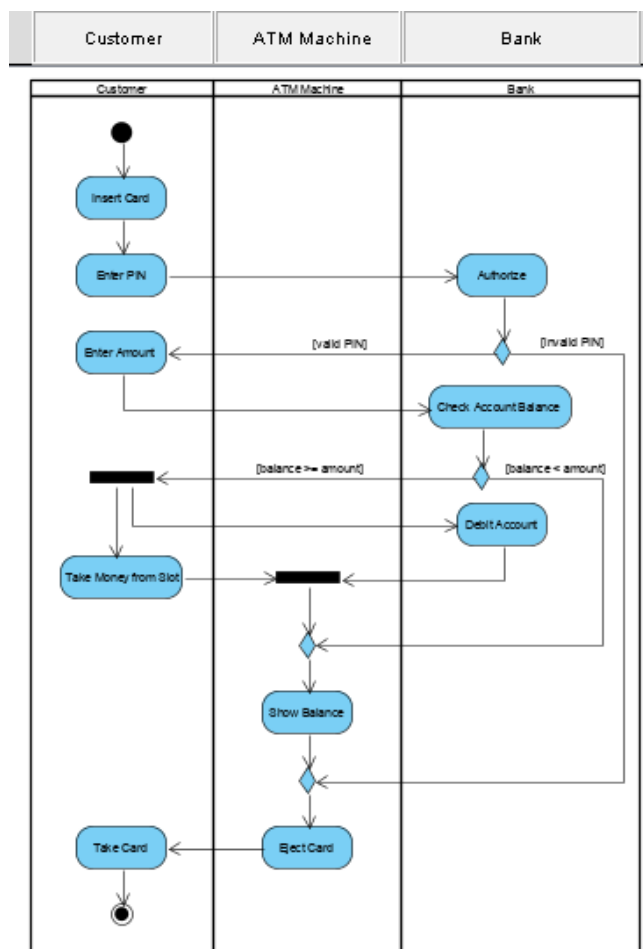 Customer ATM Machine Bank
Customer ATM Machine Bank
Insert Card
Enter PIN Authorize
Enter Amount [valid PIN] [invalid PIN]
Check Account Balance
[balance >= amount] [balance < amount]
Debit Account
Take Money from Slot
Show Balance
Take Card Eject Card